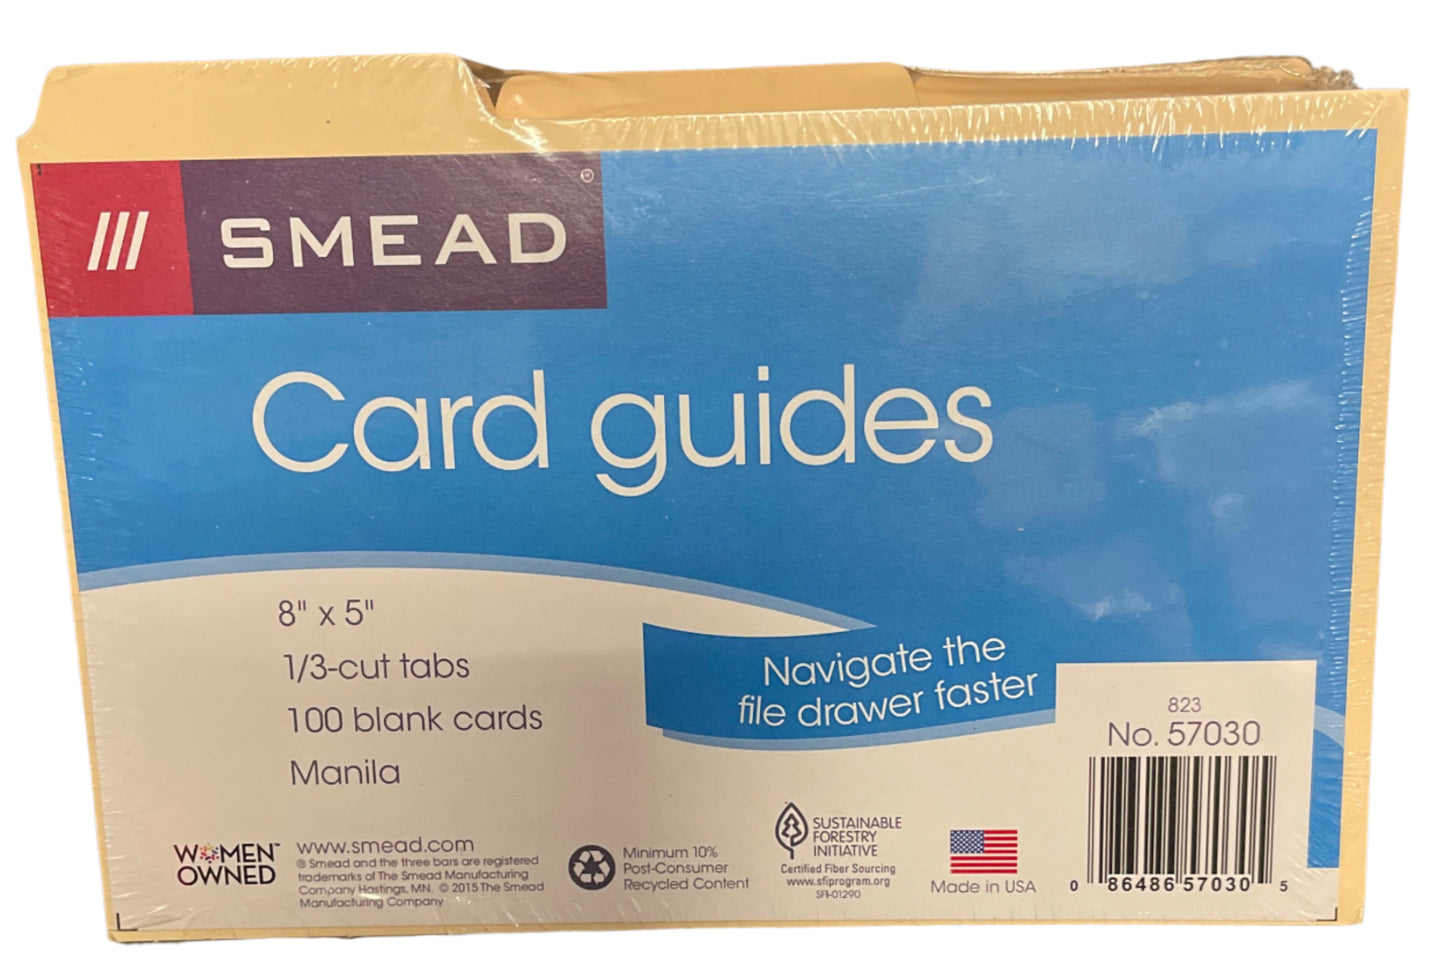 SMEAD®
Card guides
8" x 5"
1/3-cut tabs
100 blank cards
Manila
Navigate the
file drawer faster
823
No. 57030
WOMEN™
OWNED
www.smead.com
® Smead and the three bars are registered
trademarks of The Smead Manufacturing
Company Hastings, MN. © 2015 The Smead
Manufacturing Company
Minimum 10%
Post-Consumer
Recycled Content
SUSTAINABLE
FORESTRY
INITIATIVE
Certified Fiber Sourcing
www.sfiprogram.org
SFI-01290
Made in USA
0 86486 57030 5